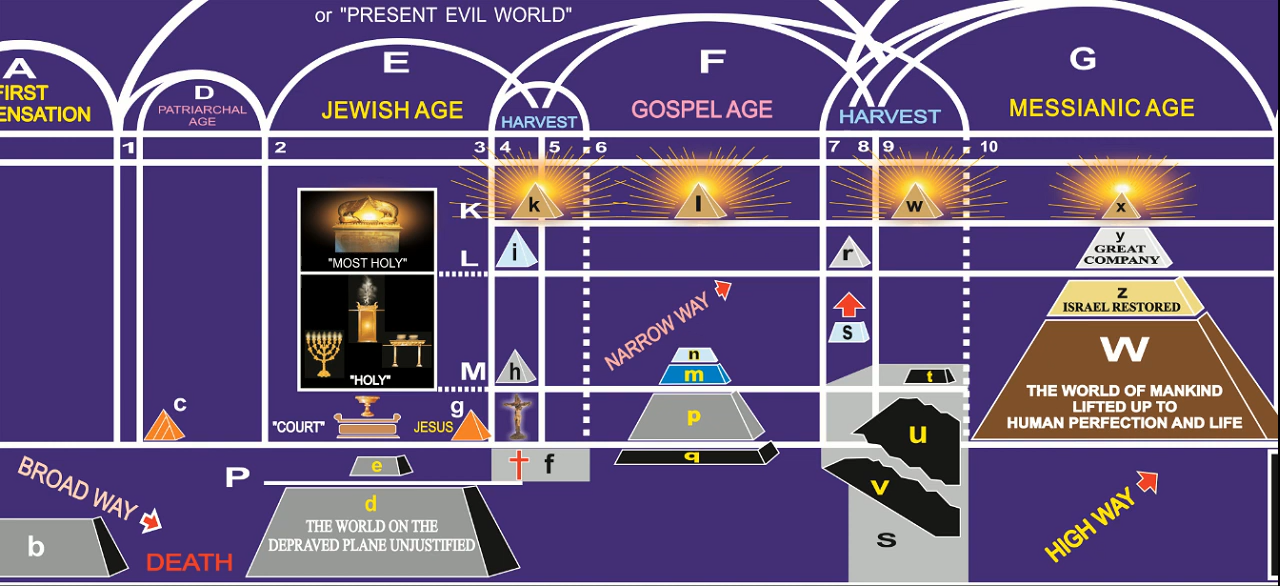 or "PRESENT EVIL WORLD"
A
FIRST
ENSATION
D
PATRIARCHAL
AGE
E
JEWISH AGE
HARVEST
F
GOSPEL AGE
HARVEST
G
MESSIANIC AGE
1 2 3 4 5 6 7 8 9 10
K
k
l
w
x
"MOST HOLY"
L
i
r
y
GREAT
COMPANY
NARROW WAY
s
z
ISRAEL RESTORED
"HOLY"
M
h
n
m
t
W
THE WORLD OF MANKIND
LIFTED UP TO
HUMAN PERFECTION AND LIFE
c
"COURT"
JESUS
g
p
u
BROAD WAY
P
e
f
q
v
HIGH WAY
b
DEATH
d
THE WORLD ON THE
DEPRAVED PLANE UNJUSTIFIED
S